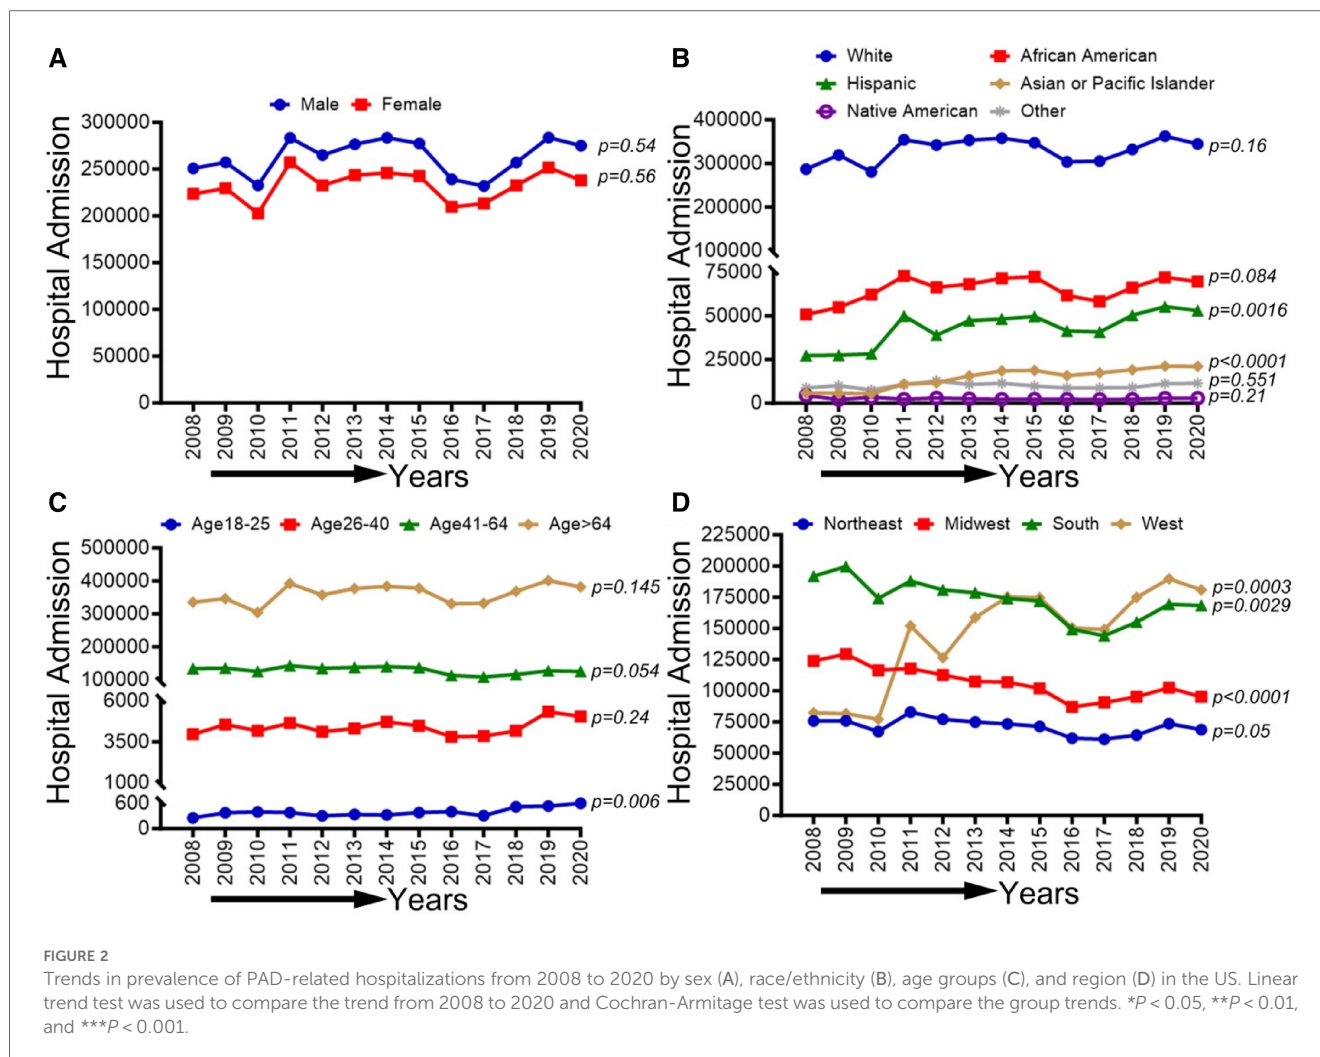 A
Male Female
Hospital Admission
300000
250000
200000
150000
100000
50000
0
p=0.54
p=0.56
2008 2009 2010 2011 2012 2013 2014 2015 2016 2017 2018 2019 2020
Years
B
White African American
Hispanic Asian or Pacific Islander
Native American Other
Hospital Admission
400000
300000
200000
100000
75000
50000
25000
0
p=0.16
p=0.084
p=0.0016
p<0.0001
p=0.551
p=0.21
2008 2009 2010 2011 2012 2013 2014 2015 2016 2017 2018 2019 2020
Years
C
Age18-25 Age26-40 Age41-64 Age>64
Hospital Admission
500000
400000
300000
200000
100000
6000
3500
1000
600
0
p=0.145
p=0.054
p=0.24
p=0.006
2008 2009 2010 2011 2012 2013 2014 2015 2016 2017 2018 2019 2020
Years
D
Northeast Midwest South West
Hospital Admission
225000
200000
175000
150000
125000
100000
75000
50000
25000
0
p=0.0003
p=0.0029
p<0.0001
p=0.05
2008 2009 2010 2011 2012 2013 2014 2015 2016 2017 2018 2019 2020
Years
FIGURE 2
Trends in prevalence of PAD-related hospitalizations from 2008 to 2020 by sex (A), race/ethnicity (B), age groups (C), and region (D) in the US. Linear
trend test was used to compare the trend from 2008 to 2020 and Cochran-Armitage test was used to compare the group trends. *P < 0.05, **P < 0.01,
and ***P < 0.001.